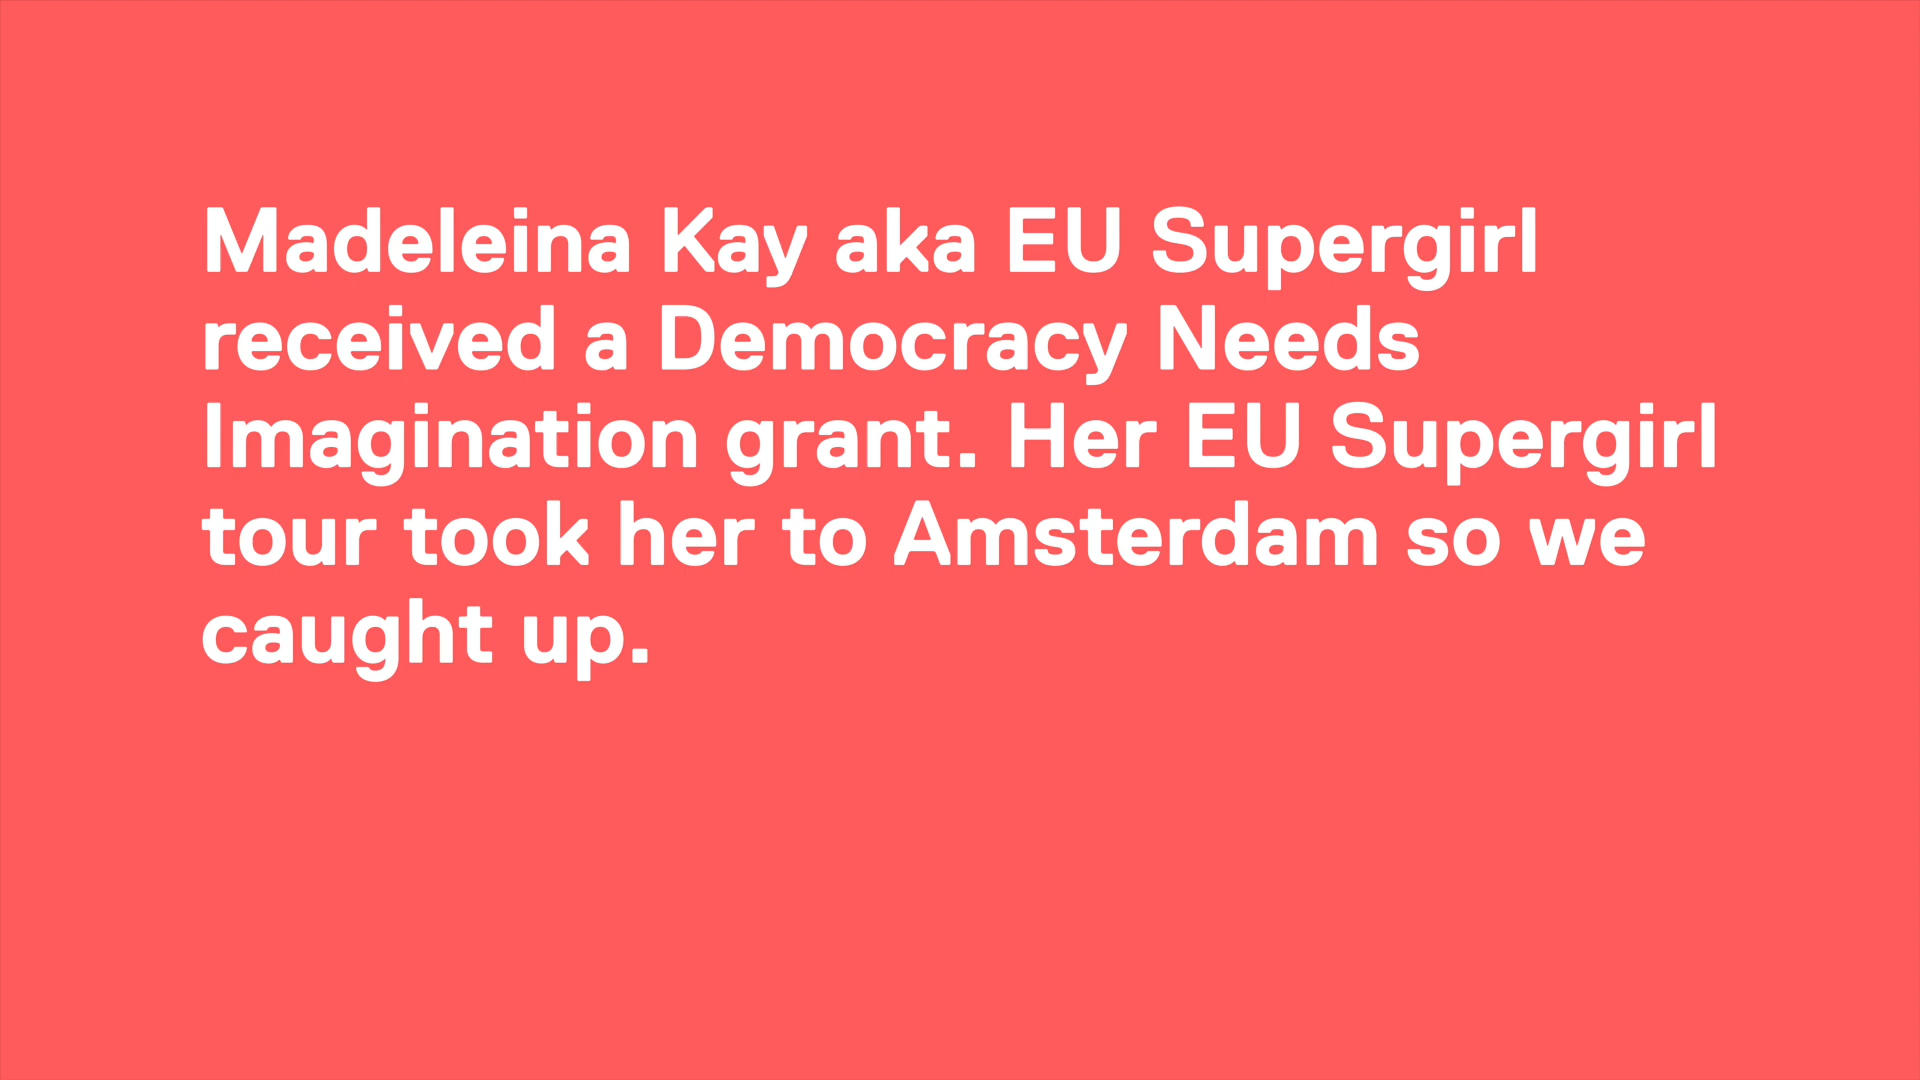 Madeleina Kay aka EU Supergirl
received a Democracy Needs
Imagination grant. Her EU Supergirl
tour took her to Amsterdam so we
caught up.